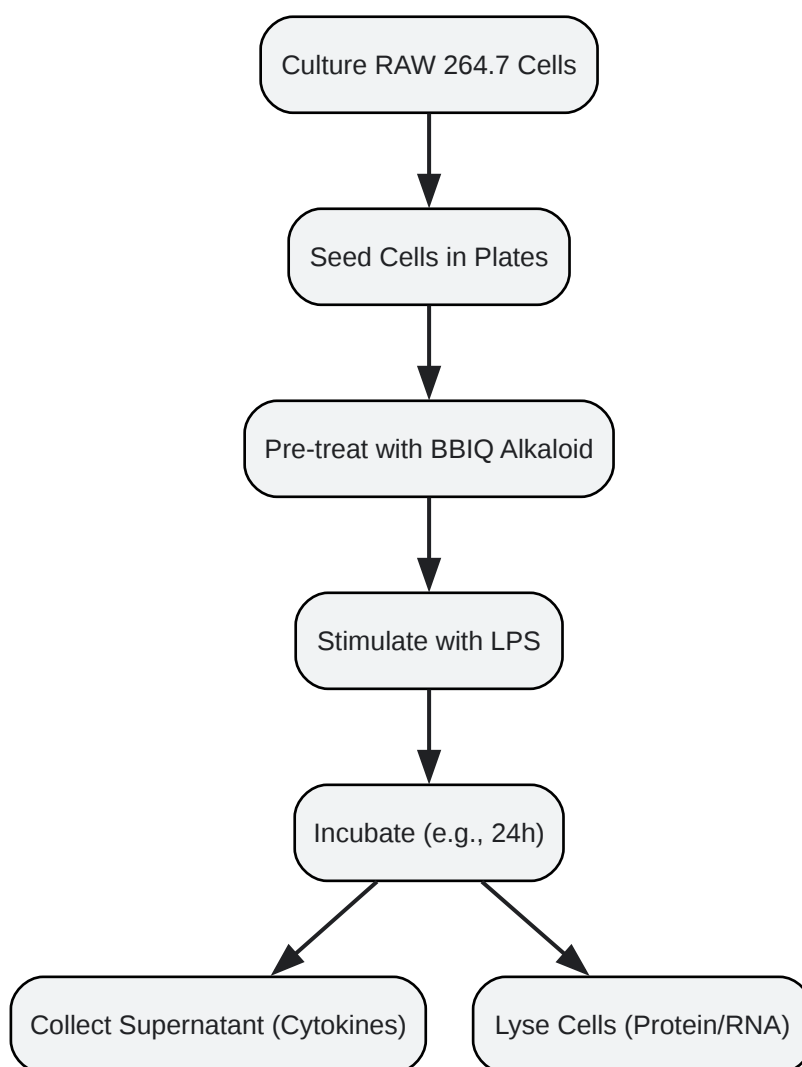 Culture RAW 264.7 Cells
Seed Cells in Plates
Pre-treat with BBIQ Alkaloid
Stimulate with LPS
Incubate (e.g., 24h)
Collect Supernatant (Cytokines)
Lyse Cells (Protein/RNA)